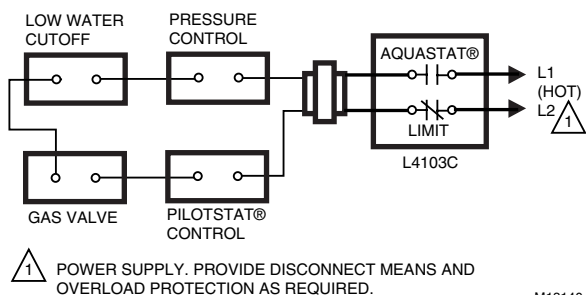 LOW WATER
CUTOFF
PRESSURE
CONTROL
AQUASTAT®
L1
(HOT)
L2
1
LIMIT
L4103C
GAS VALVE
PILOTSTAT®
CONTROL
1 POWER SUPPLY. PROVIDE DISCONNECT MEANS AND
OVERLOAD PROTECTION AS REQUIRED.